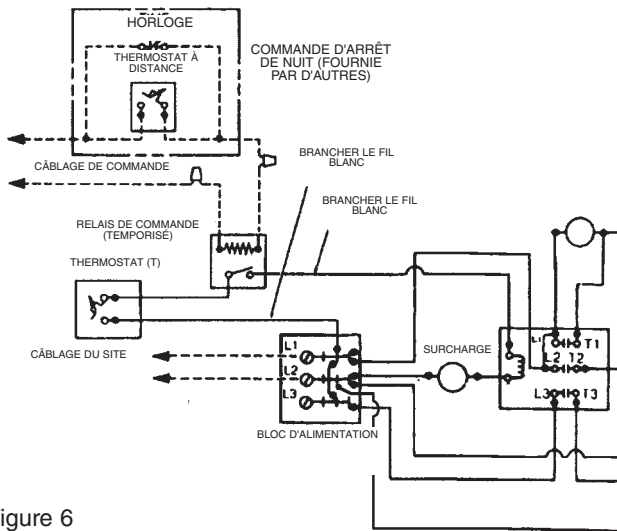 HORLOGE
THERMOSTAT À
DISTANCE
COMMANDE D'ARRÊT
DE NUIT (FOURNIE
PAR D'AUTRES)
CÂBLAGE DE COMMANDE
BRANCHER LE FIL
BLANC
BRANCHER LE FIL
BLANC
RELAIS DE COMMANDE
(TEMPORISÉ)
THERMOSTAT (T)
CÂBLAGE DU SITE
L1
L2
L3
BLOC D'ALIMENTATION
SURCHARGE
L1 T1
L2 T2
L3 T3
igure 6